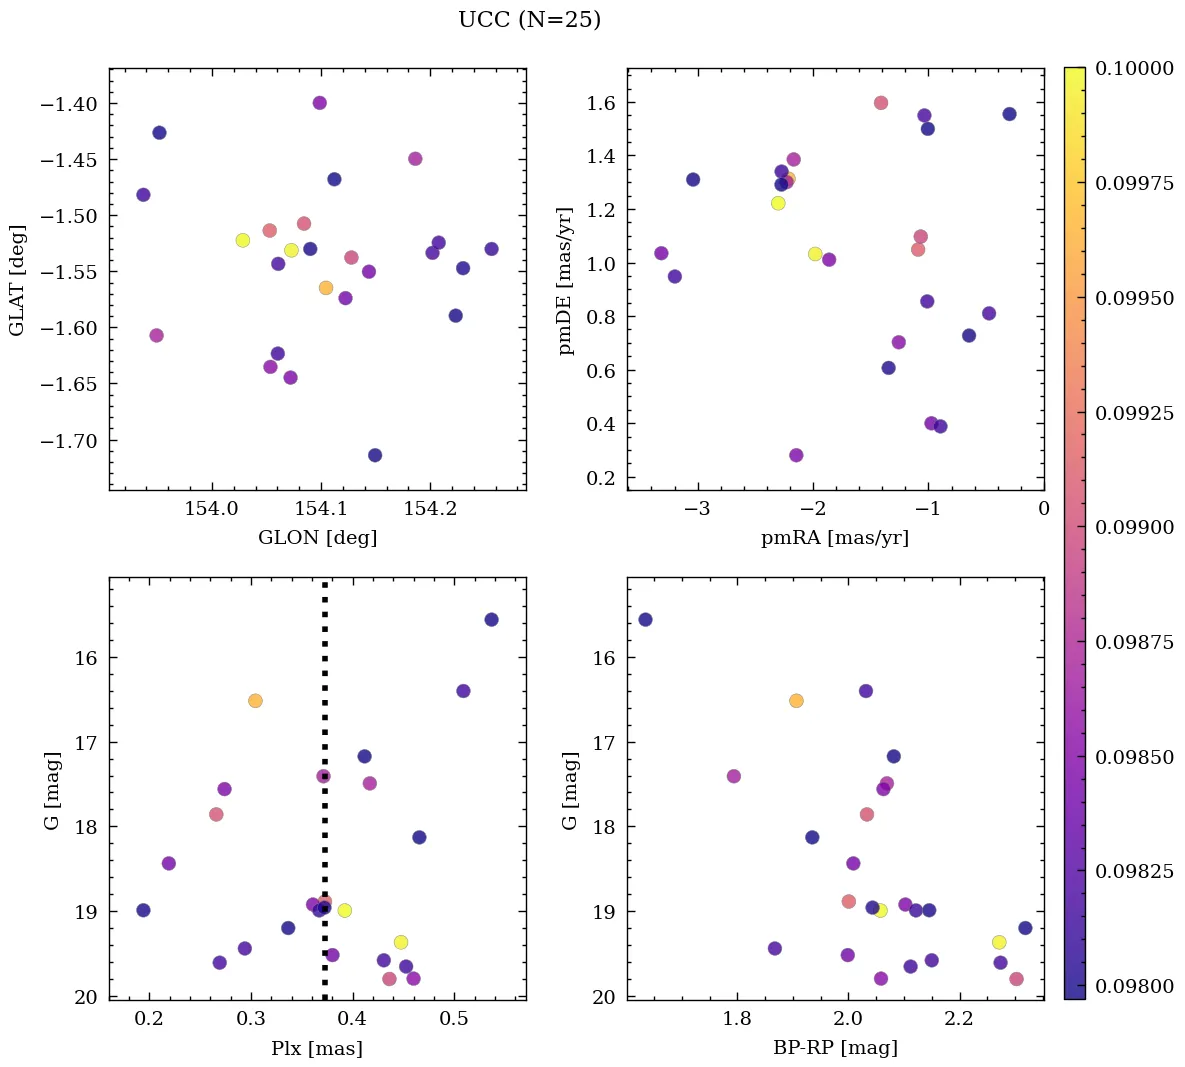 UCC (N=25)
−1.40
−1.45
−1.50
−1.55
−1.60
−1.65
−1.70
GLAT [deg]
154.0 154.1 154.2
GLON [deg]
1.6
1.4
1.2
1.0
0.8
0.6
0.4
0.2
pmDE [mas/yr]
−3 −2 −1 0
pmRA [mas/yr]
0.10000
0.09975
0.09950
0.09925
0.09900
0.09875
0.09850
0.09825
0.09800
16
17
18
19
20
G [mag]
0.2 0.3 0.4 0.5
Plx [mas]
16
17
18
19
20
G [mag]
1.8 2.0 2.2
BP-RP [mag]